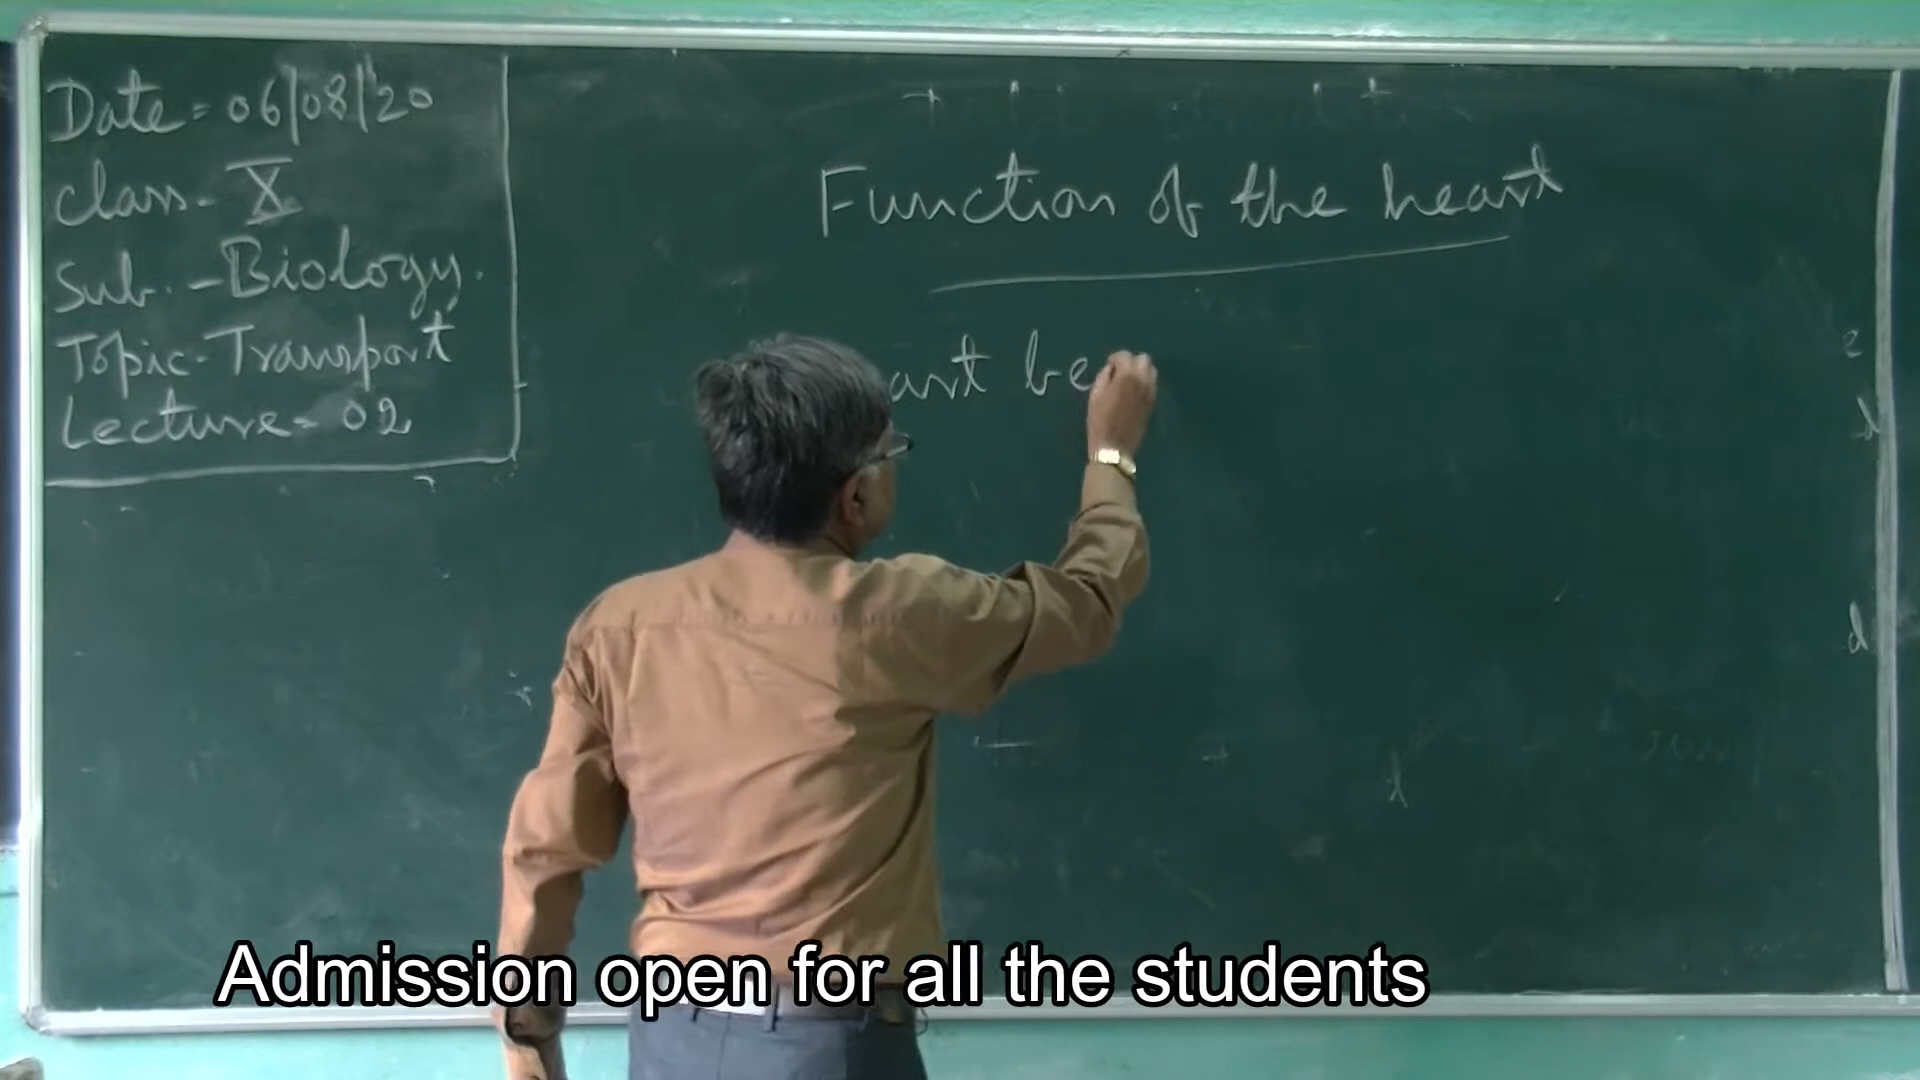 Date = 06/08/20
Class - X
Sub. - Biology.
Topic - Transport
Lecture - 02
Function of the heart
art be
Admission open for all the students